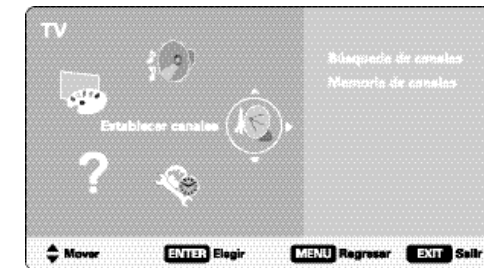 TV
Búsqueda de canales
Memoria de canales
Establecer canales
?
Mover ENTER Elegir MENU Regresar EXIT Salir